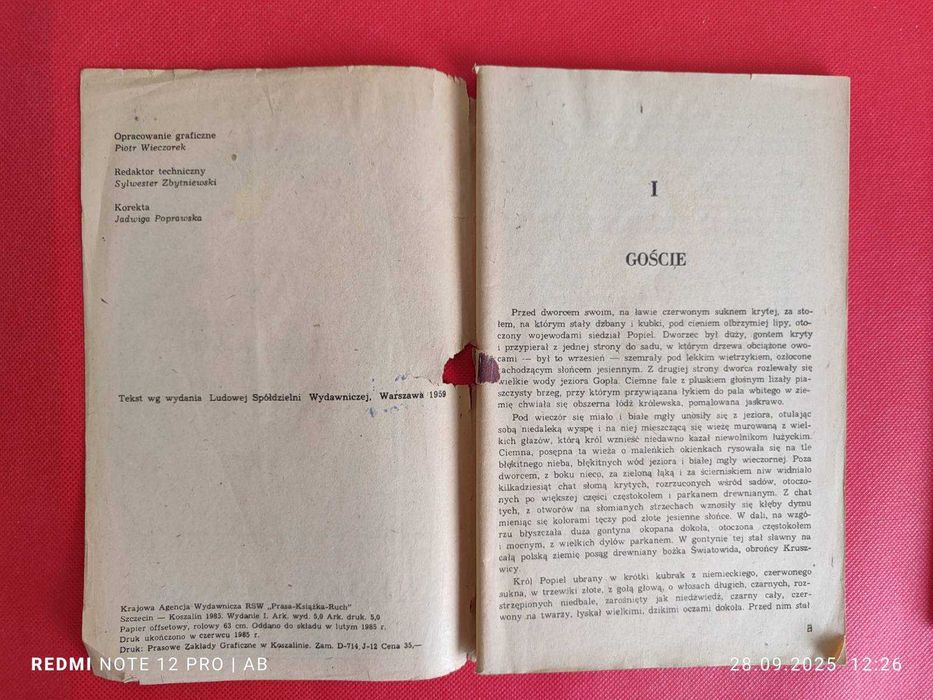 Opracowanie graficzne
Piotr Wieczorek
Redaktor techniczny
Sylwester Zbytniewski
Korekta
Jadwiga Poprawska
Tekst wg wydania Ludowej Spółdzielni Wydawniczej, Warszawa 1959
Krajowa Agencja Wydawnicza RSW „Prasa-Książka-Ruch"
Szczecin — Koszalin 1985. Wydanie I. Ark. wyd. 5,0 Ark. druk. 5,0
Papier offsetowy, rolowy 63 cm. Oddano do składu w lutym 1985 r.
Druk ukończono w czerwcu 1985 r.
Druk: Prasowe Zakłady Graficzne w Koszalinie. Zam. D-714, J-12 Cena 35,—
I
GOŚCIE
Przed dworcem swoim, na ławie czerwonym suknem krytej, za sto-
łem, na którym stały dzbany i kubki, pod cieniem olbrzymiej lipy, oto-
czony wojewodami siedział Popiel. Dworzec był duży, gontem kryty
i przypierał z jednej strony do sadu, w którym drzewa obciążone owo-
cami — był to wrzesień — szemrały pod lekkim wietrzykiem, ozłocone
zachodzącym słońcem jesiennym. Z drugiej strony dworca rozlewały się
wielkie wody jeziora Gopła. Ciemne fale z pluskiem głośnym lizały pia-
szczysty brzeg, przy którym przywiązana łykiem do pala wbitego w zie-
mię chwiała się obszerna łódź królewska, pomalowana jaskrawo.
Pod wieczór się miało i białe mgły unosiły się z jeziora, otulając
sobą niedaleką wyspę i na niej mieszczącą się wieżę murowaną z wiel-
kich głazów, którą król wznieść niedawno kazał niewolnikom łużyckim.
Ciemna, posępna ta wieża o maleńkich okienkach rysowała się na tle
błękitnego nieba, błękitnych wód jeziora i białej mgły wieczornej. Poza
dworcem, z boku nieco, za zieloną łąką i za ścierniskiem niw widniało
kilkadziesiąt chat słomą krytych, rozrzuconych wśród sadów, otoczo-
nych po większej części częstokołem i parkanem drewnianym. Z chat
tych, z otworów na słomianych strzechach wznosiły się kłęby dymu
mieniąc się kolorami tęczy pod złote jesienne słońce. W dali, na wzgó-
rzu błyszczała duża gontyna okopana dokoła, otoczona częstokołem
i mocnym, z wielkich dylów parkanem. W gontynie tej stał sławny na
całą polską ziemię posąg drewniany bożka Światowida, obrońcy Krusz-
wicy.
Król Popiel ubrany w krótki kubrak z niemieckiego, czerwonego
sukna, w trzewiki złote, z gołą głową, o włosach długich, czarnych, roz-
strzępionych niedbale, zarośnięty jak niedźwiedź, czarny cały, czer-
wony na twarzy, łyskał wielkimi, dzikimi oczami dokoła. Przed nim stał
REDMI NOTE 12 PRO | AB
28.09.2025 12:26